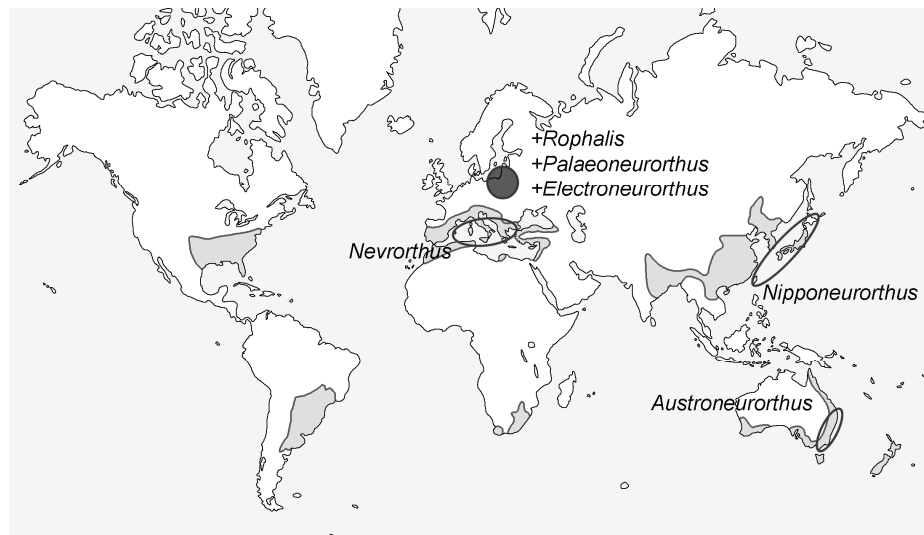 +Rophalis
+Palaeoneurorthus
+Electroneurorthus
Nevrorthus
Nipponeurorthus
Austroneurorthus